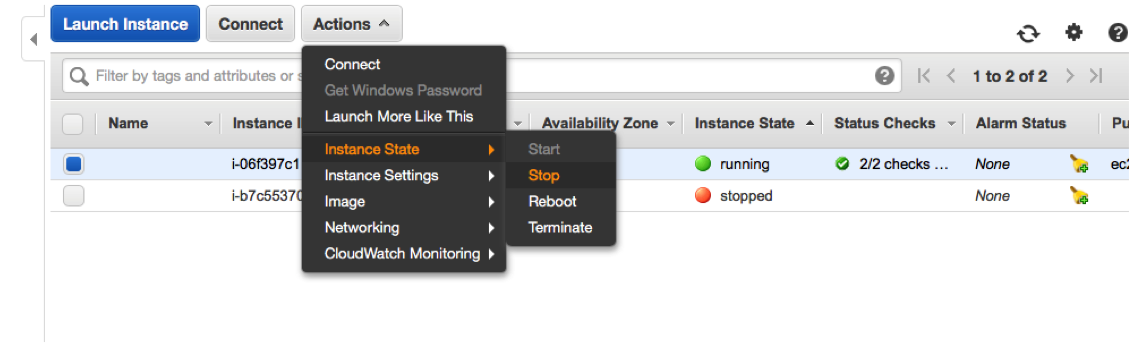 Launch Instance Connect Actions
Connect
Filter by tags and attributes or 1 to 2 of 2
Get Windows Password
Launch More Like This
Name Instance Availability Zone Instance State Status Checks Alarm Status
Instance State Start
i-06f397c1 running 2/2 checks ... None
Instance Settings Stop
Image Reboot
i-b7c55370 stopped None
Networking Terminate
CloudWatch Monitoring